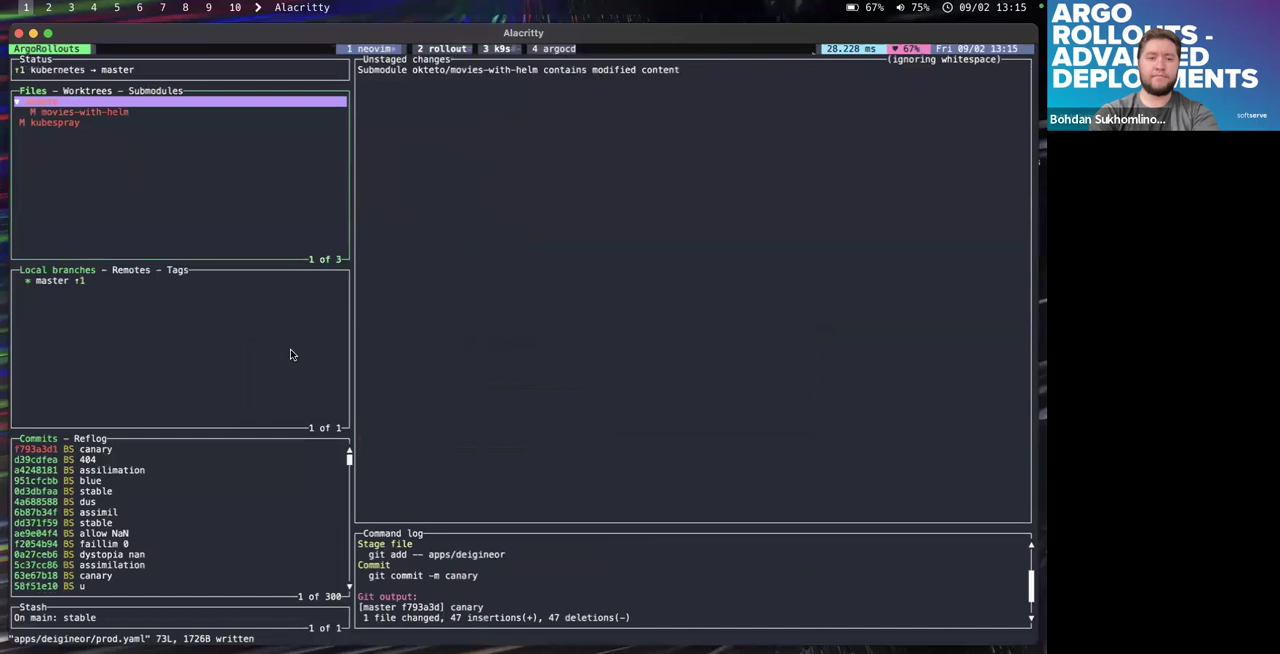 1 2 3 4 5 6 7 8 9 10 Alacritty 67% 75% 09/02 13:15
Alacritty
ArgoRollouts 1 neovim 2 rollout 3 k9s 4 argocd 28.228 ms ♥ 67% Fri 09/02 13:15
Status
↑1 kubernetes → master
Files - Worktrees - Submodules
M movies-with-helm
M kubespray
1 of 3
Local branches - Remotes - Tags
* master ↑1
1 of 1
Commits - Reflog
f793a3d1 BS canary
d39cdfea BS 404
a4248181 BS assilimation
951cfcbb BS blue
0d3dbfaa BS stable
4a688588 BS dus
6b87b34f BS assimil
dd371f59 BS stable
ae9e04f4 BS allow NaN
f2054b94 BS faillim 0
0a27ceb6 BS dystopia nan
5c37cc86 BS assimilation
63e67b18 BS canary
58f51e10 BS u
1 of 300
Stash
On main: stable
1 of 1
"apps/deigineor/prod.yaml" 73L, 1726B written
Unstaged changes (ignoring whitespace)
Submodule okteto/movies-with-helm contains modified content
Command log
Stage file
git add -- apps/deigineor
Commit
git commit -m canary
Git output:
[master f793a3d] canary
1 file changed, 47 insertions(+), 47 deletions(-)
ARGO
ROLLOUTS -
ADVANCED
DEPLOYMENTS
Bohdan Sukhomlino...
softserve